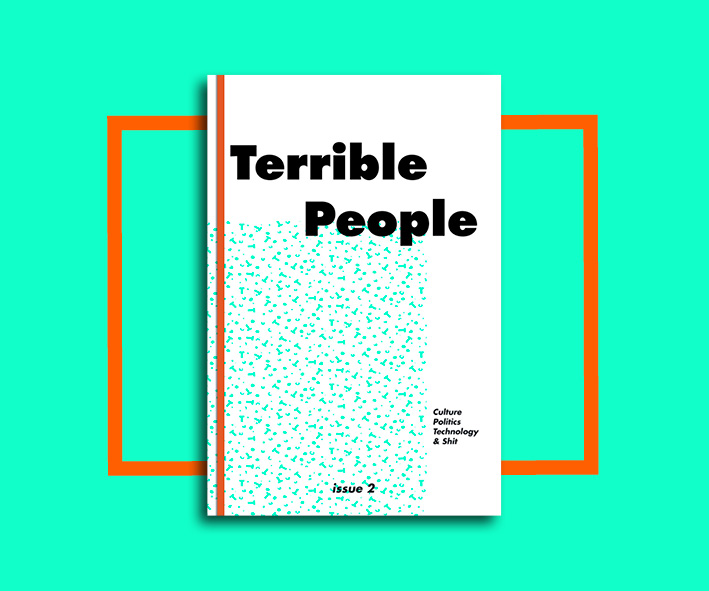 Terrible
People
Culture
Politics
Technology
& Shit
issue 2